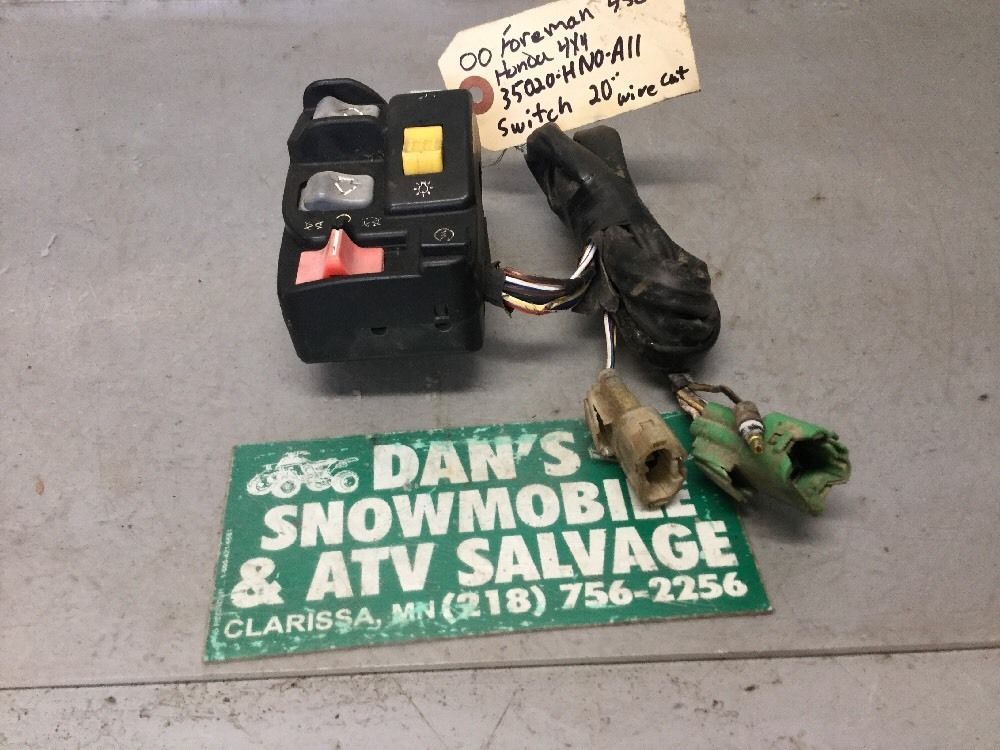 00 Foreman 450
Honda 4x4
35020-HN0-A11
Switch 20" wire cut
DAN'S
SNOWMOBILE
& ATV SALVAGE
CLARISSA, MN (218) 756-2256